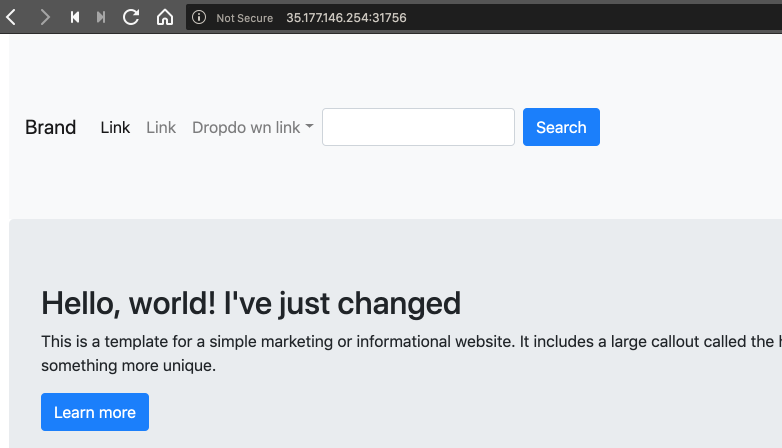 Not Secure 35.177.146.254:31756
Brand Link Link Dropdo wn link Search
Hello, world! I've just changed
This is a template for a simple marketing or informational website. It includes a large callout called the
something more unique.
Learn more